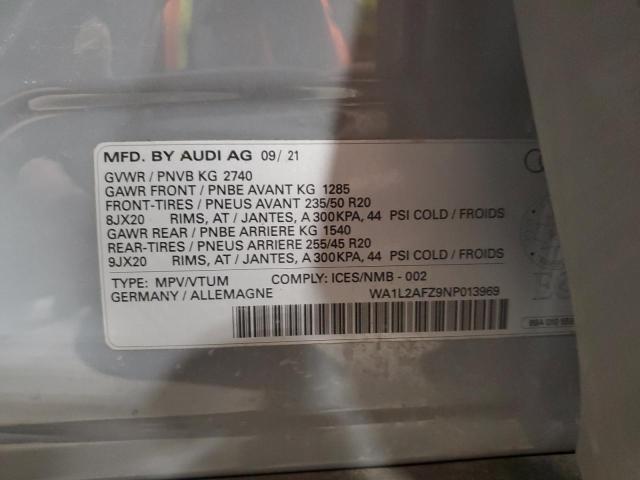 MFD. BY AUDI AG 09/ 21
GVWR / PNVB KG 2740
GAWR FRONT / PNBE AVANT KG 1285
FRONT-TIRES / PNEUS AVANT 235/50 R20
8JX20 RIMS, AT / JANTES, A 300KPA, 44 PSI COLD / FROIDS
GAWR REAR / PNBE ARRIERE KG 1540
REAR-TIRES / PNEUS ARRIERE 255/45 R20
9JX20 RIMS, AT / JANTES, A 300KPA, 44 PSI COLD / FROIDS
TYPE: MPV/VTUM COMPLY: ICES/NMB - 002
GERMANY / ALLEMAGNE WA1L2AFZ9NP013969